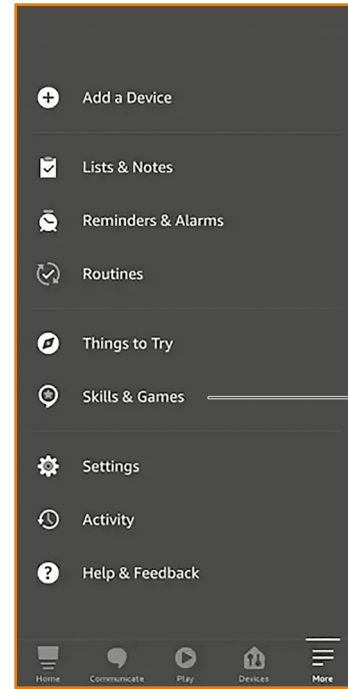 Add a Device
Lists & Notes
Reminders & Alarms
Routines
Things to Try
Skills & Games
Settings
Activity
? Help & Feedback
Home Communicate Play Devices More